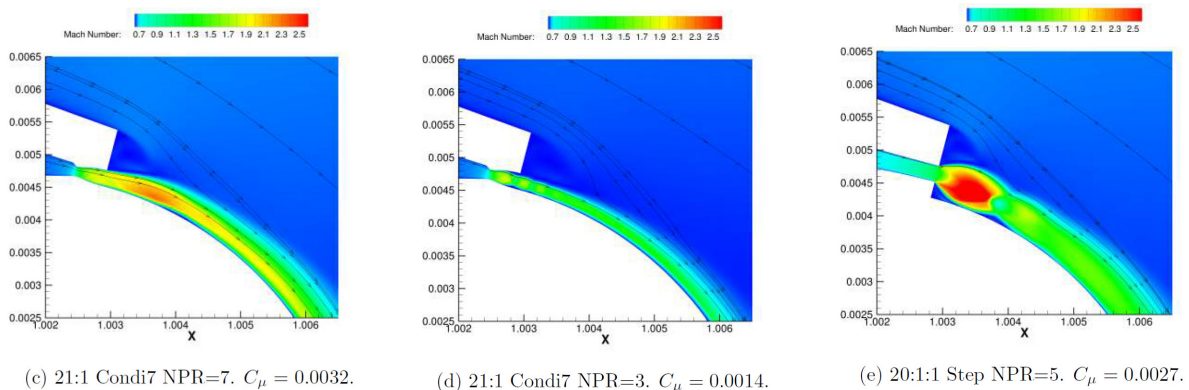 Mach Number: 0.7 0.9 1.1 1.3 1.5 1.7 1.9 2.1 2.3 2.5
0.0065
0.006
0.0055
0.005
0.0045
0.004
0.0035
0.003
0.0025
1.002 1.003 1.004 1.005 1.006
X
(c) 21:1 Condi7 NPR=7. Cμ = 0.0032.
Mach Number: 0.7 0.9 1.1 1.3 1.5 1.7 1.9 2.1 2.3 2.5
0.0065
0.006
0.0055
0.005
0.0045
0.004
0.0035
0.003
0.0025
1.002 1.003 1.004 1.005 1.006
X
(d) 21:1 Condi7 NPR=3. Cμ = 0.0014.
Mach Number: 0.7 0.9 1.1 1.3 1.5 1.7 1.9 2.1 2.3 2.5
0.0065
0.006
0.0055
0.005
0.0045
0.004
0.0035
0.003
0.0025
1.002 1.003 1.004 1.005 1.006
X
(e) 20:1:1 Step NPR=5. Cμ = 0.0027.